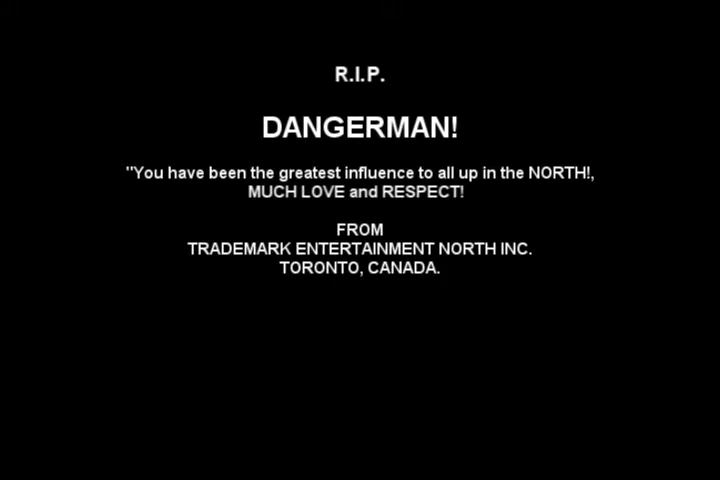 R.I.P.
DANGERMAN!
"You have been the greatest influence to all up in the NORTH!,
MUCH LOVE and RESPECT!
FROM
TRADEMARK ENTERTAINMENT NORTH INC.
TORONTO, CANADA.